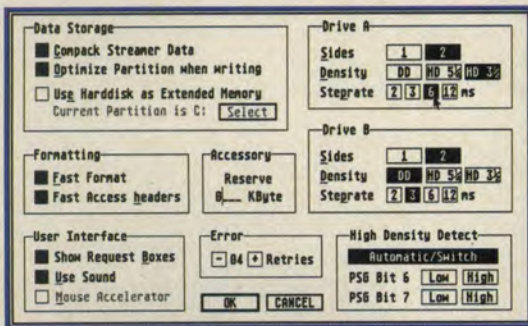 Data Storage
Compack Streamer Data
Optimize Partition when writing
Use Harddisk as Extended Memory
Current Partition is C: Select
Formatting
Fast Format
Fast Access headers
Accessory
Reserve
0___ KByte
User Interface
Show Request Boxes
Use Sound
Mouse Accelerator
Error
- 04 + Retries
OK CANCEL
Drive A
Sides 1 2
Density DD HD 5¼ HD 3½
Steprate 2 3 6 12 ms
Drive B
Sides 1 2
Density DD HD 5¼ HD 3½
Steprate 2 3 6 12 ms
High Density Detect
Automatic/Switch
PSG Bit 6 Low High
PSG Bit 7 Low High